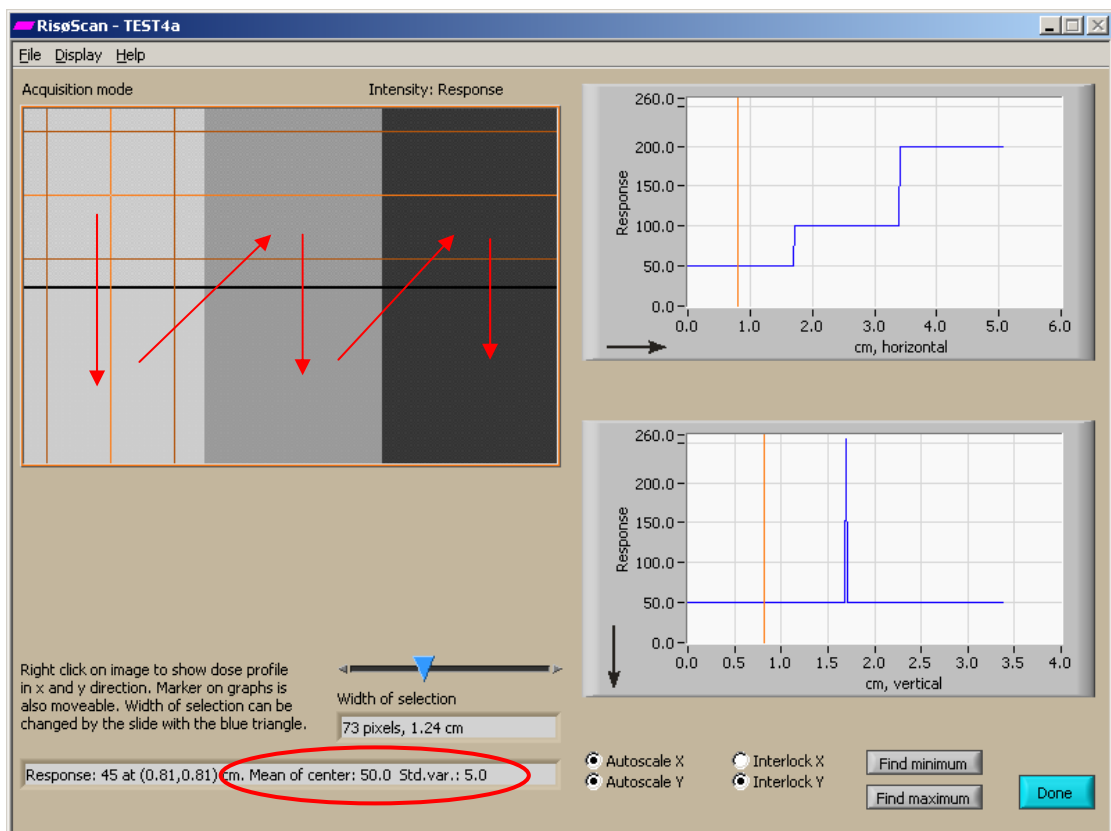 RisøScan - TEST4a
File Display Help
Acquisition mode
Intensity: Response
260.0
200.0
150.0
100.0
50.0
0.0
Response
0.0 1.0 2.0 3.0 4.0 5.0 6.0
cm, horizontal
260.0
200.0
150.0
100.0
50.0
0.0
Response
0.0 0.5 1.0 1.5 2.0 2.5 3.0 3.5 4.0
cm, vertical
Right click on image to show dose profile
in x and y direction. Marker on graphs is
also moveable. Width of selection can be
changed by the slide with the blue triangle.
Width of selection
73 pixels, 1.24 cm
Response: 45 at (0.81,0.81) cm. Mean of center: 50.0 Std.var.: 5.0
Autoscale X
Autoscale Y
Interlock X
Interlock Y
Find minimum
Find maximum
Done